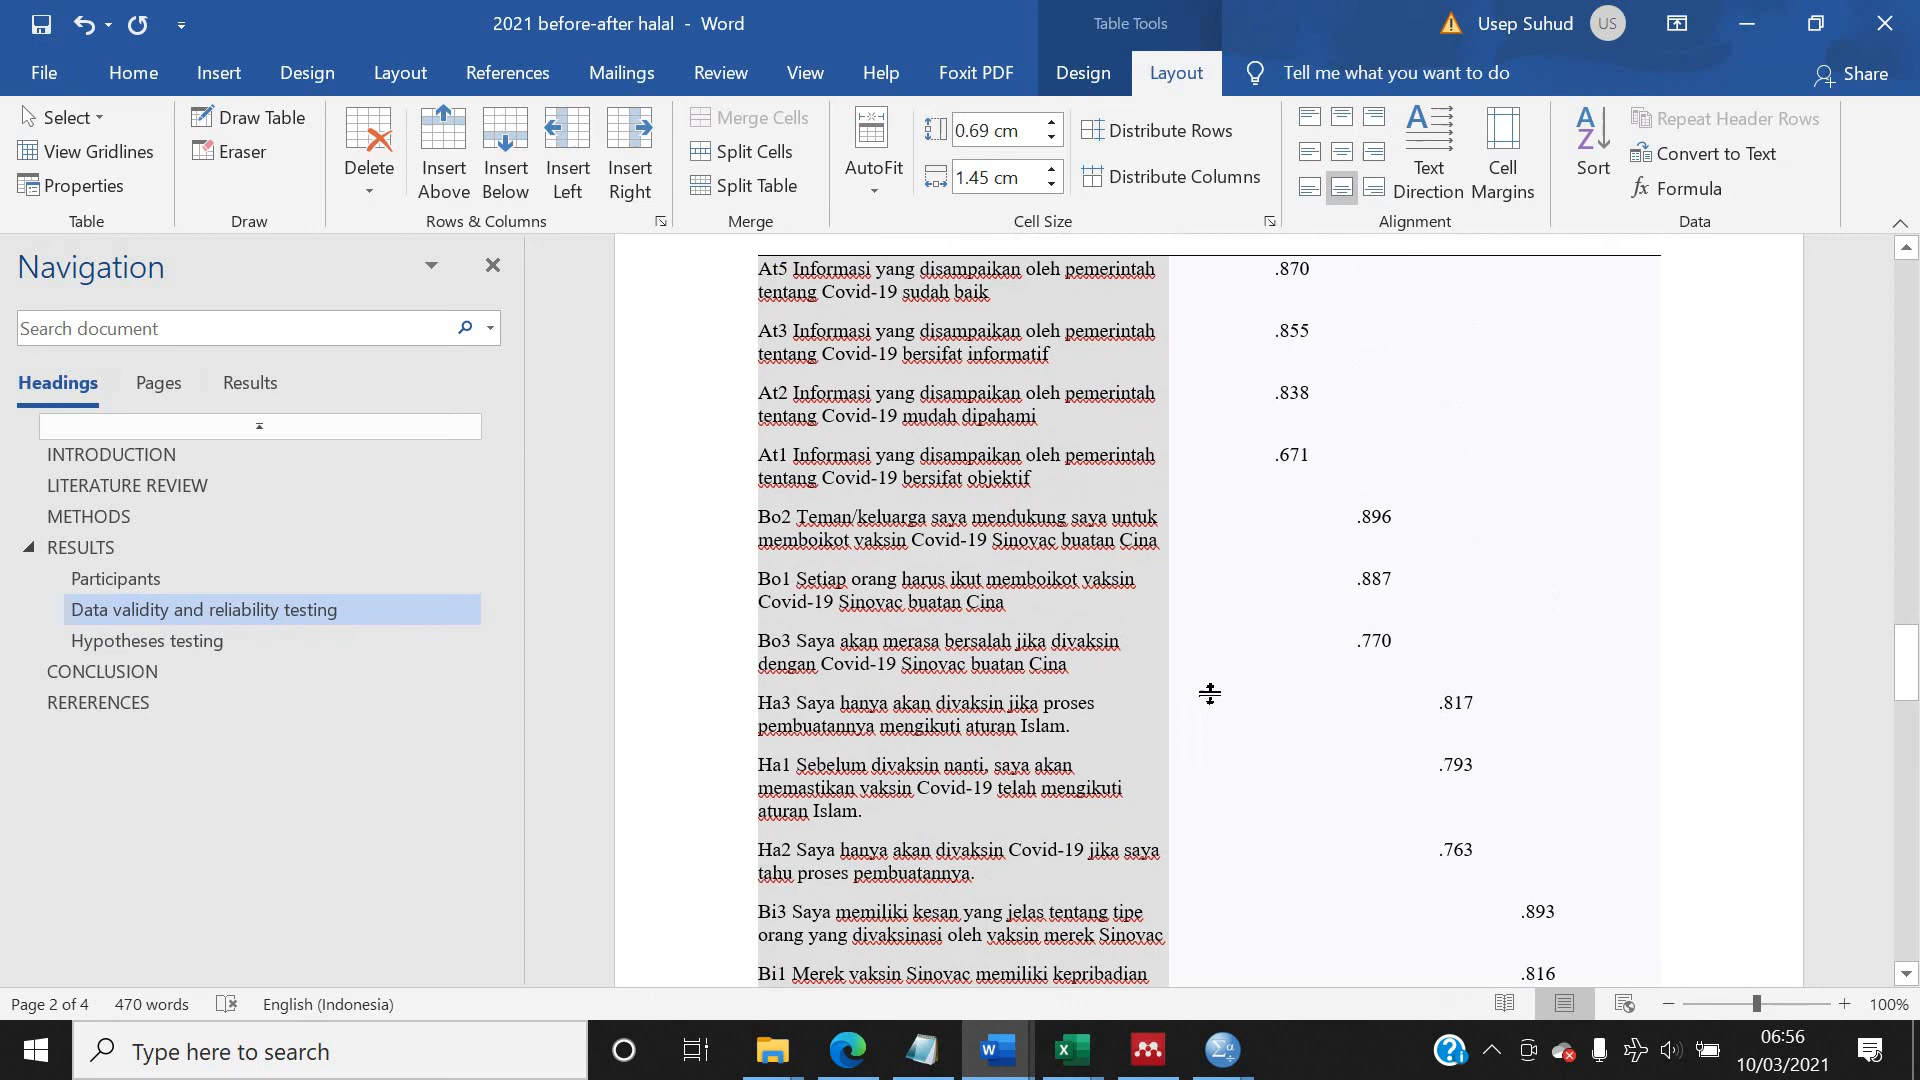 2021 before-after halal - Word
Table Tools
Usep Suhud
US
File
Home
Insert
Design
Layout
References
Mailings
Review
View
Help
Foxit PDF
Design
Layout
Tell me what you want to do
Share
Select
View Gridlines
Properties
Table
Draw Table
Eraser
Draw
Delete
Insert Above
Insert Below
Insert Left
Insert Right
Rows & Columns
Merge Cells
Split Cells
Split Table
Merge
AutoFit
0.69 cm
1.45 cm
Distribute Rows
Distribute Columns
Cell Size
Text Direction
Cell Margins
Alignment
Sort
Repeat Header Rows
Convert to Text
Formula
Data
Navigation
Search document
Headings
Pages
Results
INTRODUCTION
LITERATURE REVIEW
METHODS
RESULTS
Participants
Data validity and reliability testing
Hypotheses testing
CONCLUSION
RERERENCES
At5 Informasi yang disampaikan oleh pemerintah .870
tentang Covid-19 sudah baik
At3 Informasi yang disampaikan oleh pemerintah .855
tentang Covid-19 bersifat informatif
At2 Informasi yang disampaikan oleh pemerintah .838
tentang Covid-19 mudah dipahami
At1 Informasi yang disampaikan oleh pemerintah .671
tentang Covid-19 bersifat objektif
Bo2 Teman/keluarga saya mendukung saya untuk .896
memboikot vaksin Covid-19 Sinovac buatan Cina
Bo1 Setiap orang harus ikut memboikot vaksin .887
Covid-19 Sinovac buatan Cina
Bo3 Saya akan merasa bersalah jika divaksin .770
dengan Covid-19 Sinovac buatan Cina
Ha3 Saya hanya akan divaksin jika proses .817
pembuatannya mengikuti aturan Islam.
Ha1 Sebelum divaksin nanti, saya akan .793
memastikan vaksin Covid-19 telah mengikuti
aturan Islam.
Ha2 Saya hanya akan divaksin Covid-19 jika saya .763
tahu proses pembuatannya.
Bi3 Saya memiliki kesan yang jelas tentang tipe .893
orang yang divaksinasi oleh vaksin merek Sinovac
Bi1 Merek vaksin Sinovac memiliki kepribadian .816
Page 2 of 4
470 words
English (Indonesia)
100%
Type here to search
06:56
10/03/2021